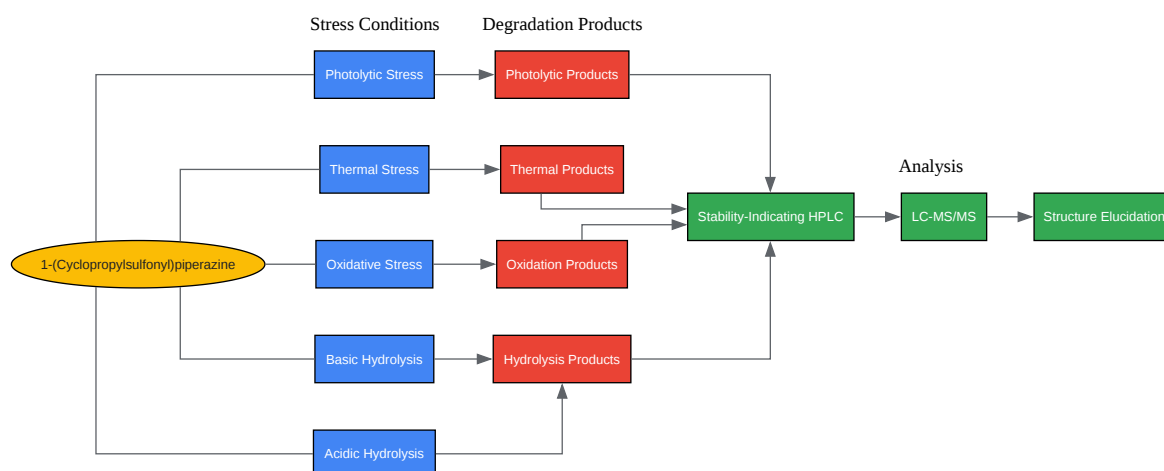 Stress Conditions
Degradation Products
Photolytic Stress
Photolytic Products
Thermal Stress
Thermal Products
Analysis
Stability-Indicating HPLC
LC-MS/MS
Structure Elucidation
1-(Cyclopropylsulfonyl)piperazine
Oxidative Stress
Oxidation Products
Basic Hydrolysis
Hydrolysis Products
Acidic Hydrolysis